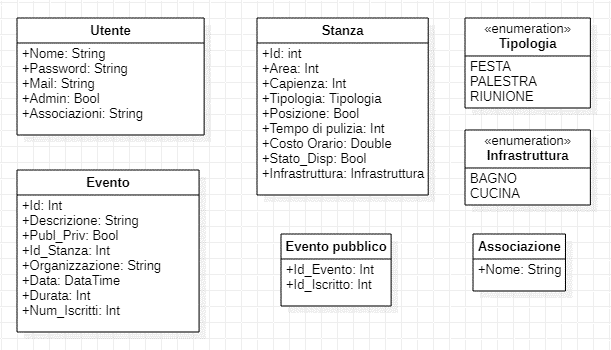 Utente
+Nome: String
+Password: String
+Mail: String
+Admin: Bool
+Associazioni: String
Stanza
+Id: int
+Area: Int
+Capienza: Int
+Tipologia: Tipologia
+Posizione: Bool
+Tempo di pulizia: Int
+Costo Orario: Double
+Stato_Disp: Bool
+Infrastruttura: Infrastruttura
«enumeration»
Tipologia
FESTA
PALESTRA
RIUNIONE
«enumeration»
Infrastruttura
BAGNO
CUCINA
Evento
+Id: Int
+Descrizione: String
+Publ_Priv: Bool
+Id_Stanza: Int
+Organizzazione: String
+Data: DataTime
+Durata: Int
+Num_Iscritti: Int
Evento pubblico
+Id_Evento: Int
+Id_Iscritto: Int
Associazione
+Nome: String